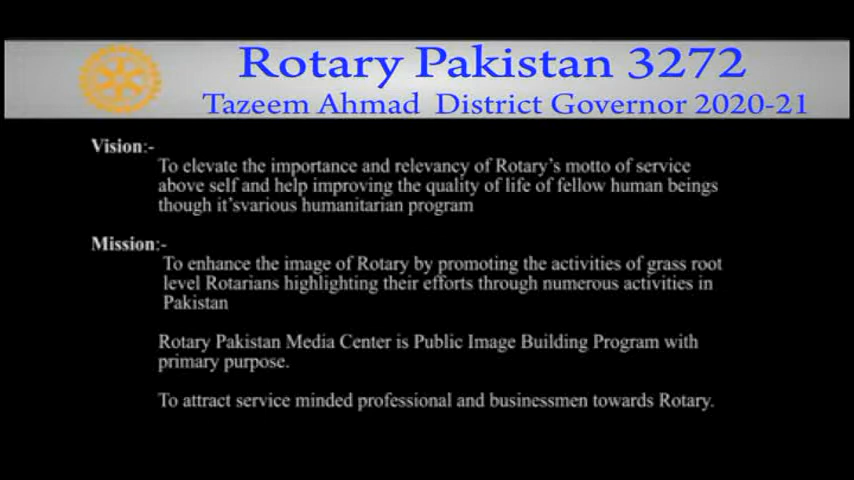 Rotary Pakistan 3272
Tazeem Ahmad District Governor 2020-21
Vision:-
To elevate the importance and relevancy of Rotary's motto of service
above self and help improving the quality of life of fellow human beings
though it'svarious humanitarian program
Mission:-
To enhance the image of Rotary by promoting the activities of grass root
level Rotarians highlighting their efforts through numerous activities in
Pakistan
Rotary Pakistan Media Center is Public Image Building Program with
primary purpose.
To attract service minded professional and businessmen towards Rotary.